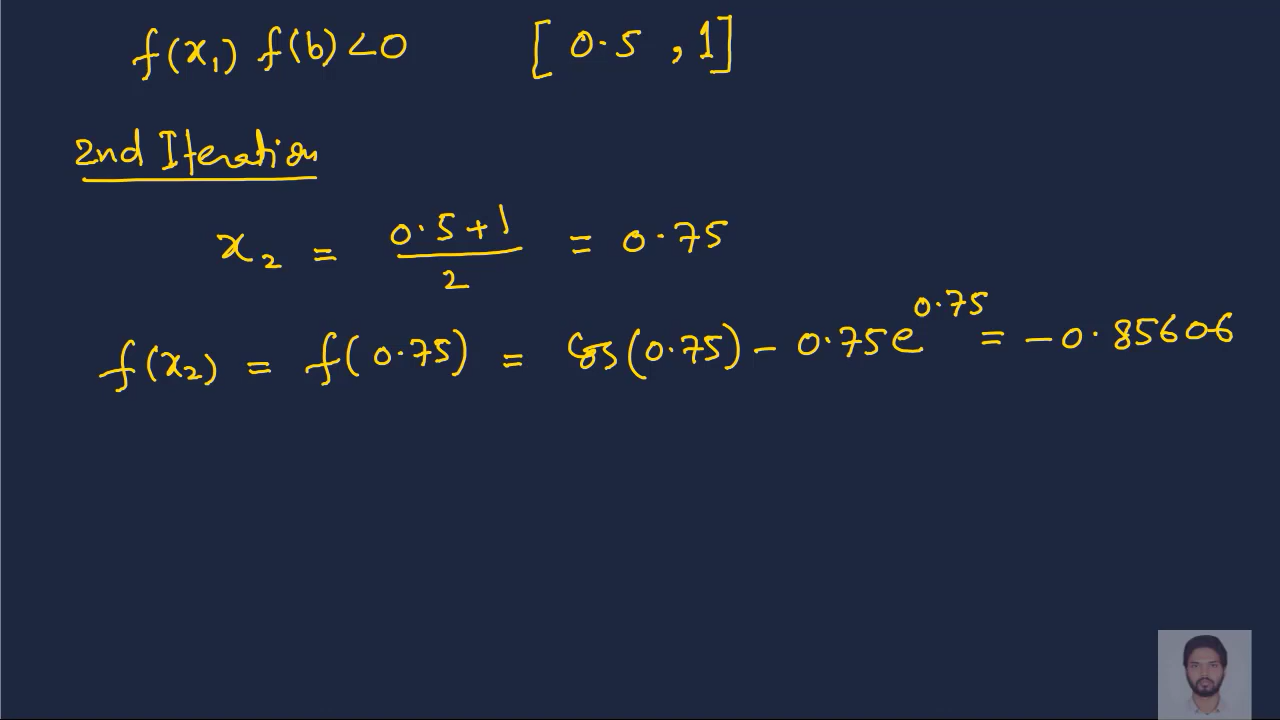 f(x₁) f(b) < 0 [0.5 , 1]
2nd Iteration
x₂ = (0.5+1)/2 = 0.75
f(x₂) = f(0.75) = Cos(0.75) − 0.75e^0.75 = −0.85606